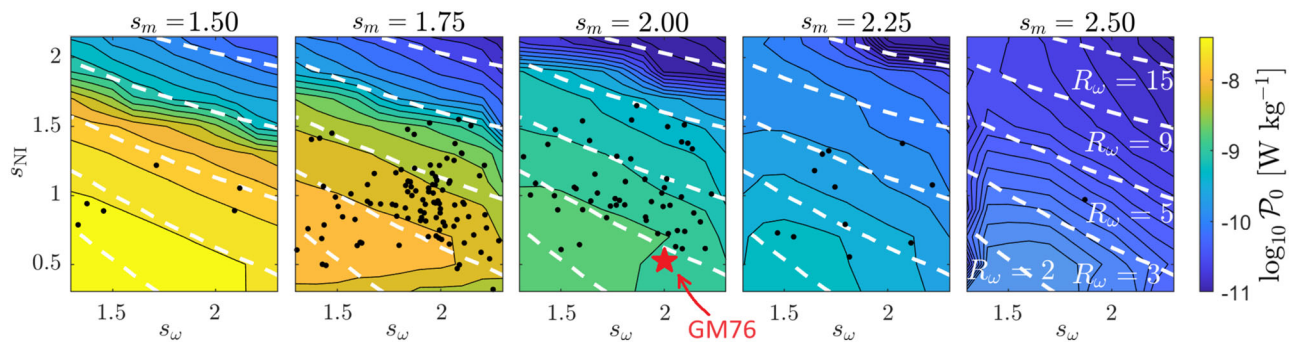 s_m = 1.50
s_m = 1.75
s_m = 2.00
s_m = 2.25
s_m = 2.50
2
1.5
1
0.5
s_NI
R_ω = 15
R_ω = 9
R_ω = 5
R_ω = 2
R_ω = 3
GM76
1.5 2
1.5 2
1.5 2
1.5 2
1.5 2
s_ω
s_ω
s_ω
s_ω
s_ω
-8
-9
-10
-11
log₁₀ 𝒫₀ [W kg⁻¹]